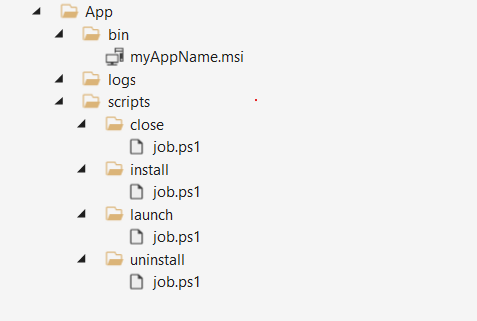 App
bin
myAppName.msi
logs
scripts
close
job.ps1
install
job.ps1
launch
job.ps1
uninstall
job.ps1